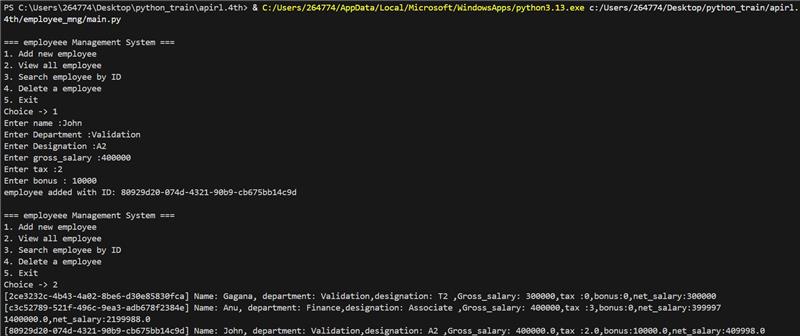 PS C:\Users\264774\Desktop\python_train\apirl.4th> & C:/Users/264774/AppData/Local/Microsoft/WindowsApps/python3.13.exe c:/Users/264774/Desktop/python_train/apirl.
4th/employee_mng/main.py
=== employeee Management System ===
1. Add new employee
2. View all employee
3. Search employee by ID
4. Delete a employee
5. Exit
Choice -> 1
Enter name :John
Enter Department :Validation
Enter Designation :A2
Enter gross_salary :400000
Enter tax :2
Enter bonus : 10000
employee added with ID: 80929d20-074d-4321-90b9-cb675bb14c9d
=== employeee Management System ===
1. Add new employee
2. View all employee
3. Search employee by ID
4. Delete a employee
5. Exit
Choice -> 2
[2ce3232c-4b43-4a02-8be6-d30e85830fca] Name: Gagana, department: Validation,designation: T2 ,Gross_salary: 300000,tax :0,bonus:0,net_salary:300000
[c3c52789-521f-496c-9ea3-adb678f2384e] Name: Anu, department: Finance,designation: Associate ,Gross_salary: 400000,tax :3,bonus:0,net_salary:399997
1400000.0,net_salary:2199988.0
[80929d20-074d-4321-90b9-cb675bb14c9d] Name: John, department: Validation,designation: A2 ,Gross_salary: 400000.0,tax :2.0,bonus:10000.0,net_salary:409998.0